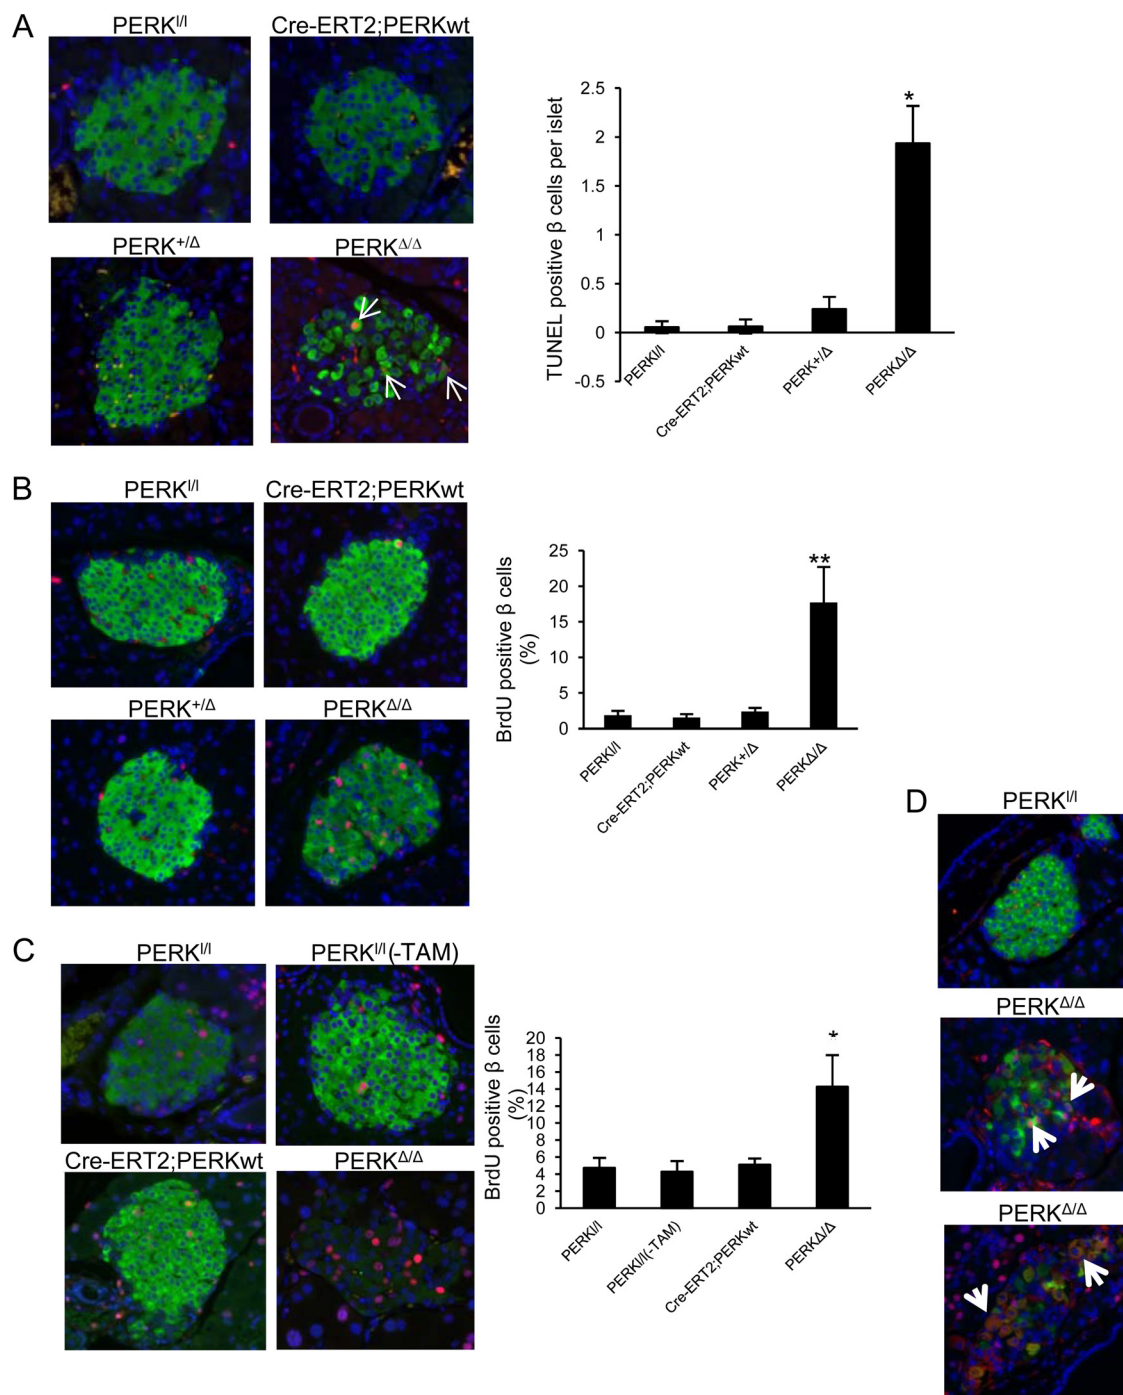 A
PERKl/l
Cre-ERT2;PERKwt
PERK+/Δ
PERKΔ/Δ
TUNEL positive β cells per islet
2.5
2
1.5
1
0.5
0
-0.5
*
PERKl/l
Cre-ERT2;PERKwt
PERK+/Δ
PERKΔ/Δ
B
PERKl/l
Cre-ERT2;PERKwt
PERK+/Δ
PERKΔ/Δ
BrdU positive β cells
(%)
25
20
15
10
5
0
**
PERKl/l
Cre-ERT2;PERKwt
PERK+/Δ
PERKΔ/Δ
C
PERKl/l
PERKl/l(-TAM)
Cre-ERT2;PERKwt
PERKΔ/Δ
BrdU positive β cells
(%)
20
18
16
14
12
10
8
6
4
2
0
*
PERKl/l
PERKl/l(-TAM)
Cre-ERT2;PERKwt
PERKΔ/Δ
D
PERKl/l
PERKΔ/Δ
PERKΔ/Δ